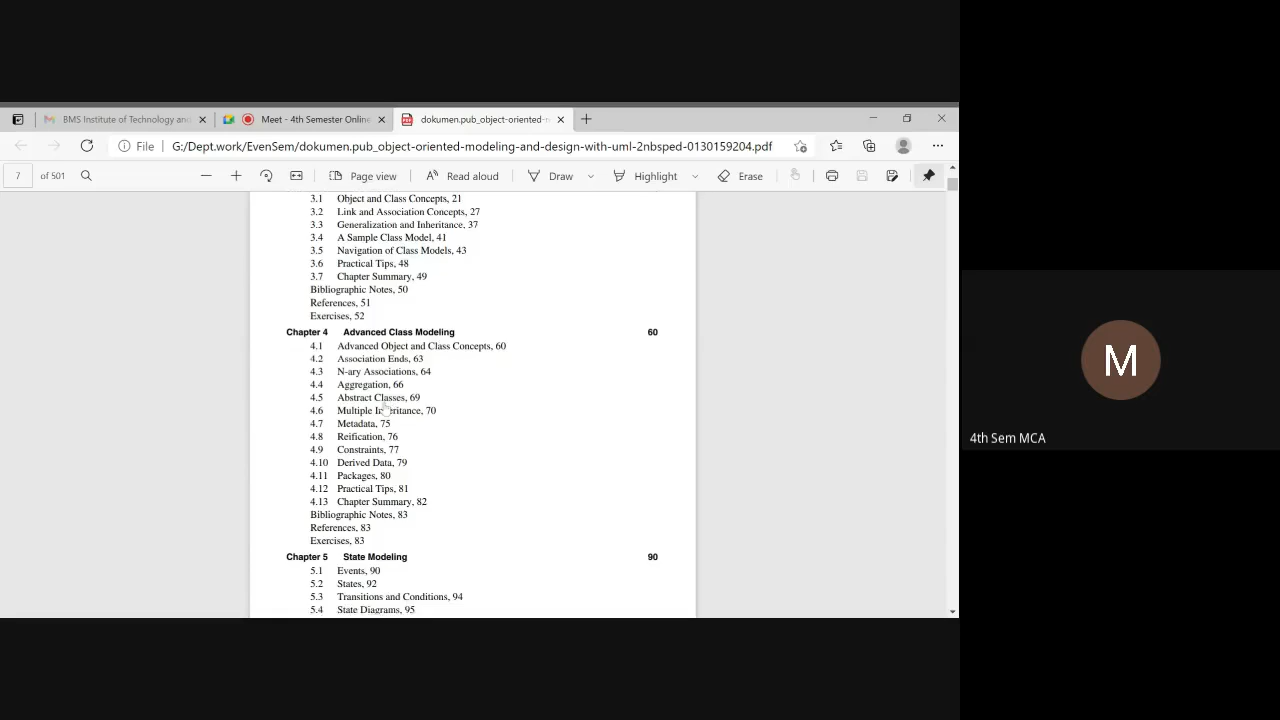 BMS Institute of Technology and
Meet - 4th Semester Online
dokumen.pub_object-oriented-
File
G:/Dept.work/EvenSem/dokumen.pub_object-oriented-modeling-and-design-with-uml-2nbsped-0130159204.pdf
7 of 501
Page view
Read aloud
Draw
Highlight
Erase
3.1 Object and Class Concepts, 21
3.2 Link and Association Concepts, 27
3.3 Generalization and Inheritance, 37
3.4 A Sample Class Model, 41
3.5 Navigation of Class Models, 43
3.6 Practical Tips, 48
3.7 Chapter Summary, 49
Bibliographic Notes, 50
References, 51
Exercises, 52
Chapter 4 Advanced Class Modeling 60
4.1 Advanced Object and Class Concepts, 60
4.2 Association Ends, 63
4.3 N-ary Associations, 64
4.4 Aggregation, 66
4.5 Abstract Classes, 69
4.6 Multiple Inheritance, 70
4.7 Metadata, 75
4.8 Reification, 76
4.9 Constraints, 77
4.10 Derived Data, 79
4.11 Packages, 80
4.12 Practical Tips, 81
4.13 Chapter Summary, 82
Bibliographic Notes, 83
References, 83
Exercises, 83
Chapter 5 State Modeling 90
5.1 Events, 90
5.2 States, 92
5.3 Transitions and Conditions, 94
5.4 State Diagrams, 95
M
4th Sem MCA